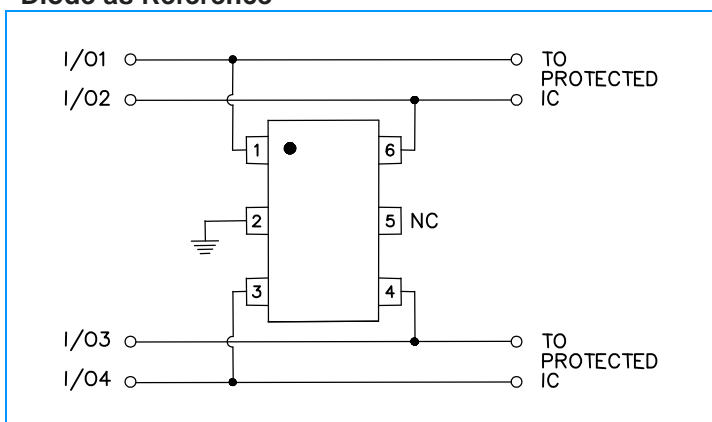 Diode as Reference
I/O1
TO
PROTECTED
I/O2
IC
1
6
2
5 NC
3
4
I/O3
TO
PROTECTED
I/O4
IC